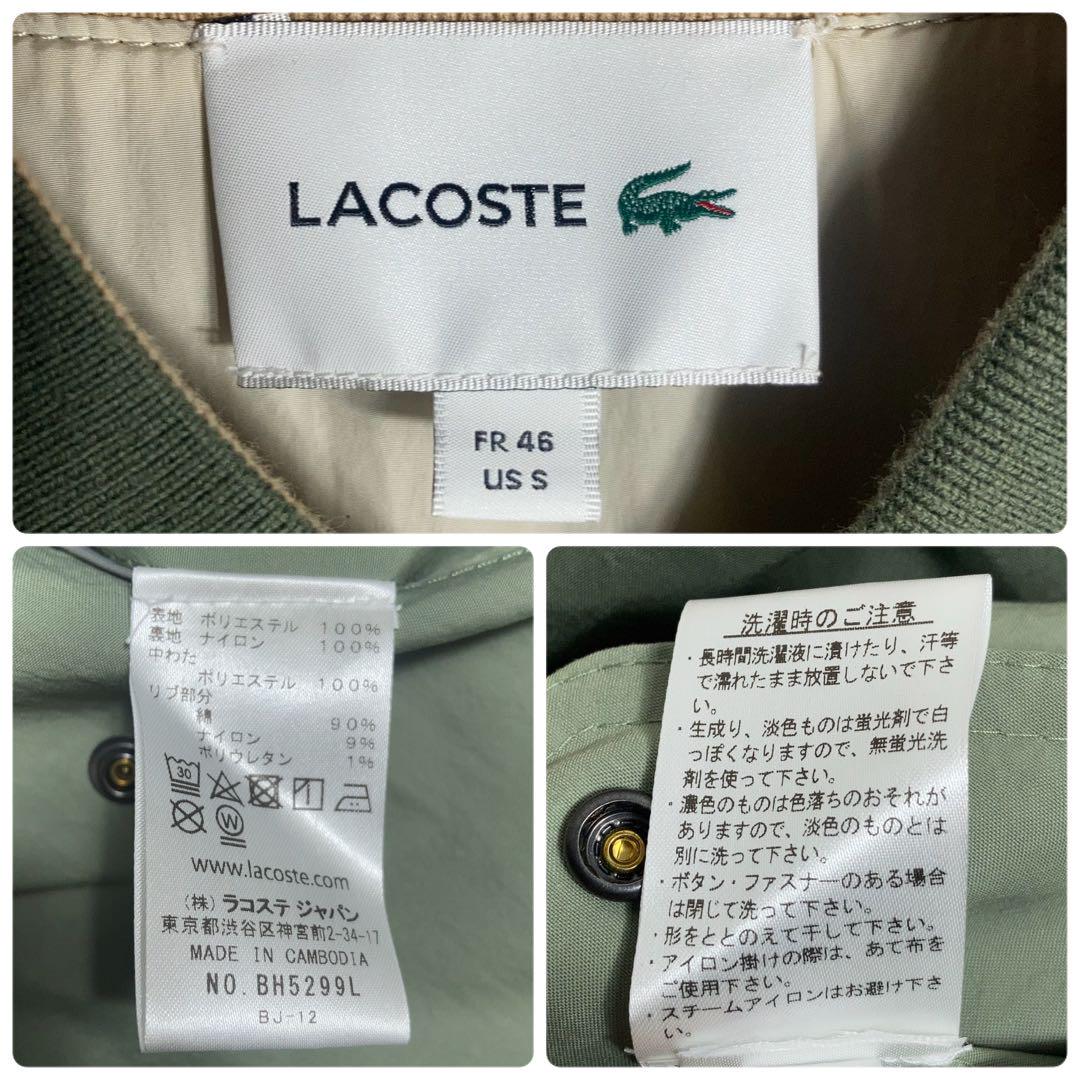 LACOSTE
FR 46
US S
表地 ポリエステル 100%
裏地 ナイロン 100%
中わた
ポリエステル 100%
リブ部分
綿 90%
ナイロン 9%
ポリウレタン 1%
30
W
www.lacoste.com
(株) ラコステ ジャパン
東京都渋谷区神宮前2-34-17
MADE IN CAMBODIA
NO. BH5299L
BJ-12
洗濯時のご注意
・長時間洗濯液に漬けたり、汗等
で濡れたまま放置しないで下さ
い。
・生成り、淡色ものは蛍光剤で白
っぽくなりますので、無蛍光洗
剤を使って下さい。
・濃色のものは色落ちのおそれが
ありますので、淡色のものとは
別に洗って下さい。
・ボタン・ファスナーのある場合
は閉じて洗って下さい。
・形をととのえて干して下さい。
・アイロン掛けの際は、あて布を
ご使用下さい。
・スチームアイロンはお避け下さ
い。